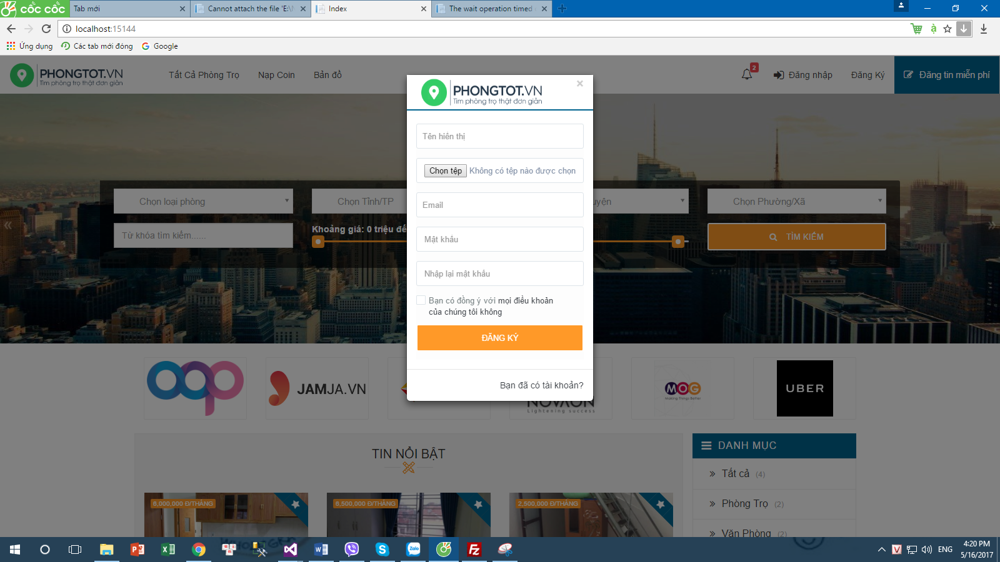 cốc cốc
Tab mới
Cannot attach the file 'E:\
Index
The wait operation timed
localhost:15144
Ứng dụng
Các tab mới đóng
Google
PHONGTOT.VN
Tìm phòng trọ thật đơn giản
Tất Cả Phòng Trọ
Nạp Coin
Bản đồ
2
Đăng nhập
Đăng Ký
Đăng tin miễn phí
PHONGTOT.VN
Tìm phòng trọ thật đơn giản
×
Tên hiển thị
Chọn tệp Không có tệp nào được chọn
Email
Mật khẩu
Nhập lại mật khẩu
Bạn có đồng ý với mọi điều khoản
của chúng tôi không
ĐĂNG KÝ
Bạn đã có tài khoản?
Chọn loại phòng
Chọn Tỉnh/TP
Chọn Phường/Xã
Từ khóa tìm kiếm......
Khoảng giá: 0 triệu
TÌM KIẾM
JAMJA.VN
NOVAON
Lightening success
MOG
Making Things Better
UBER
TIN NỔI BẬT
6,000,000 Đ/THÁNG
6,500,000 Đ/THÁNG
2,500,000 Đ/THÁNG
DANH MỤC
Tất cả (4)
Phòng Trọ (2)
Văn Phòng (2)
ENG
4:20 PM
5/16/2017